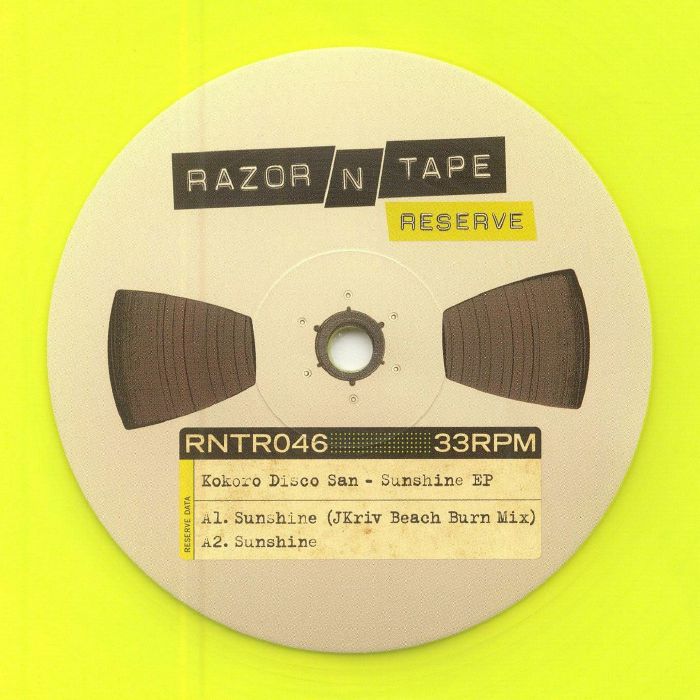 RAZOR N TAPE
RESERVE
RNTR046 33RPM
RESERVE DATA
Kokoro Disco San - Sunshine EP
A1. Sunshine (JKriv Beach Burn Mix)
A2. Sunshine